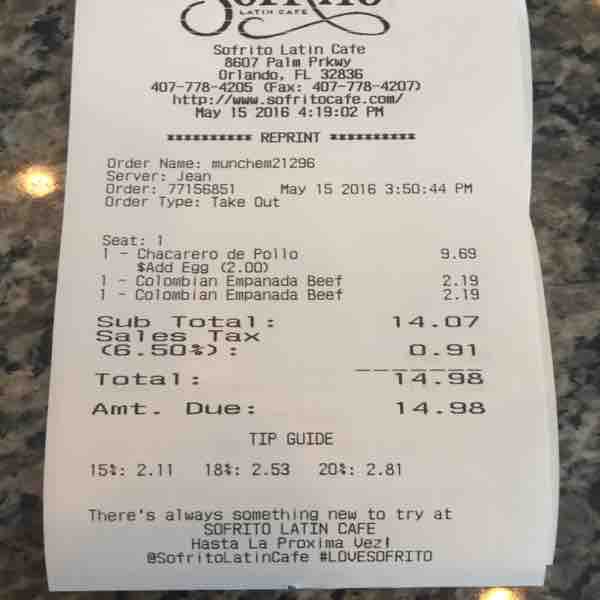 SOFRITO
LATIN CAFE
Sofrito Latin Cafe
8607 Palm Prkwy
Orlando, FL 32836
407-778-4205 (Fax: 407-778-4207)
http://www.sofritocafe.com/
May 15 2016 4:19:02 PM
********** REPRINT **********
Order Name: munchem21296
Server: Jean
Order: 77156851 May 15 2016 3:50:44 PM
Order Type: Take Out
Seat: 1
1 - Chacarero de Pollo 9.69
$Add Egg (2.00)
1 - Colombian Empanada Beef 2.19
1 - Colombian Empanada Beef 2.19
Sub Total: 14.07
Sales Tax
(6.50%): 0.91
Total: 14.98
Amt. Due: 14.98
TIP GUIDE
15%: 2.11 18%: 2.53 20%: 2.81
There's always something new to try at
SOFRITO LATIN CAFE
Hasta La Proxima Vez!
@SofritoLatinCafe #LOVESOFRITO